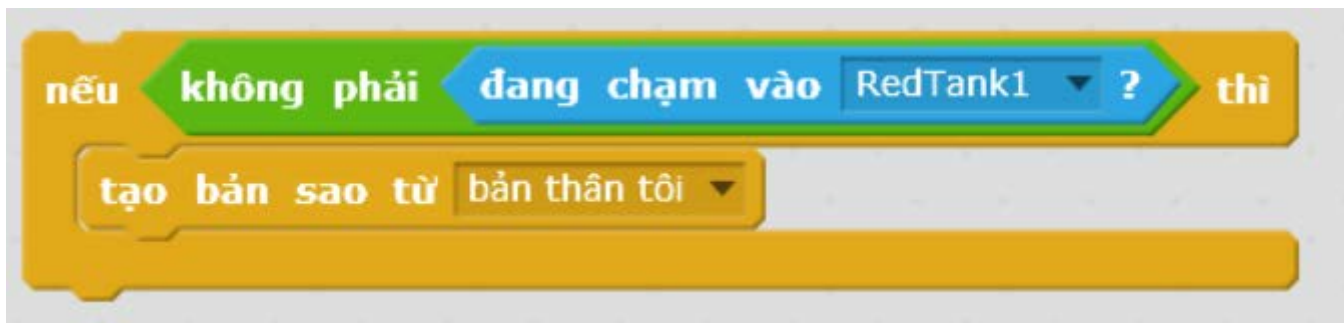 nếu không phải đang chạm vào RedTank1 ? thì
tạo bản sao từ bản thân tôi